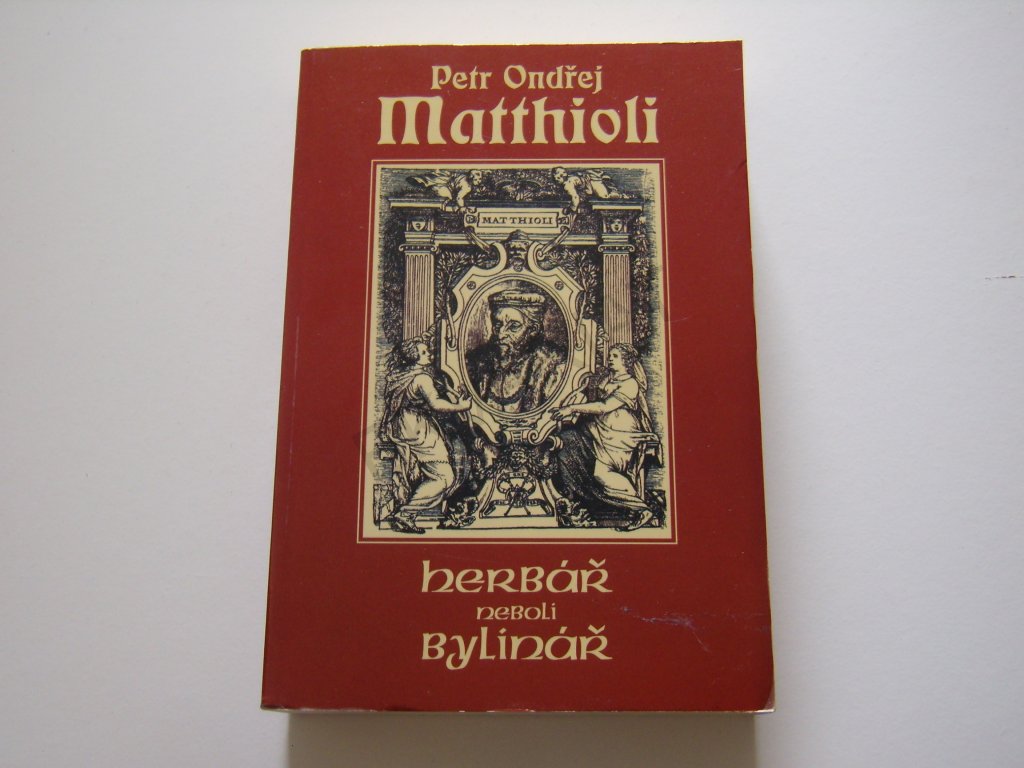 Petr Ondřej
Matthioli
MATTHIOLI
herbář
neboli
bylinář